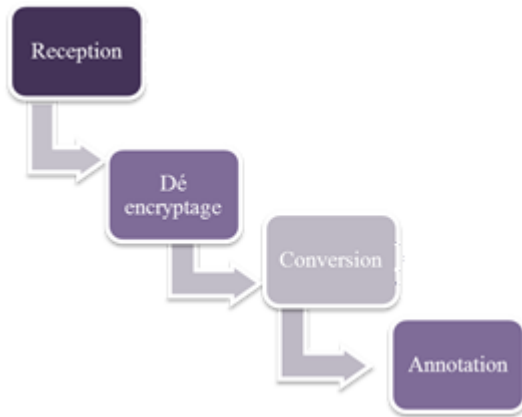 Reception
Dé
encryptage
Conversion
Annotation